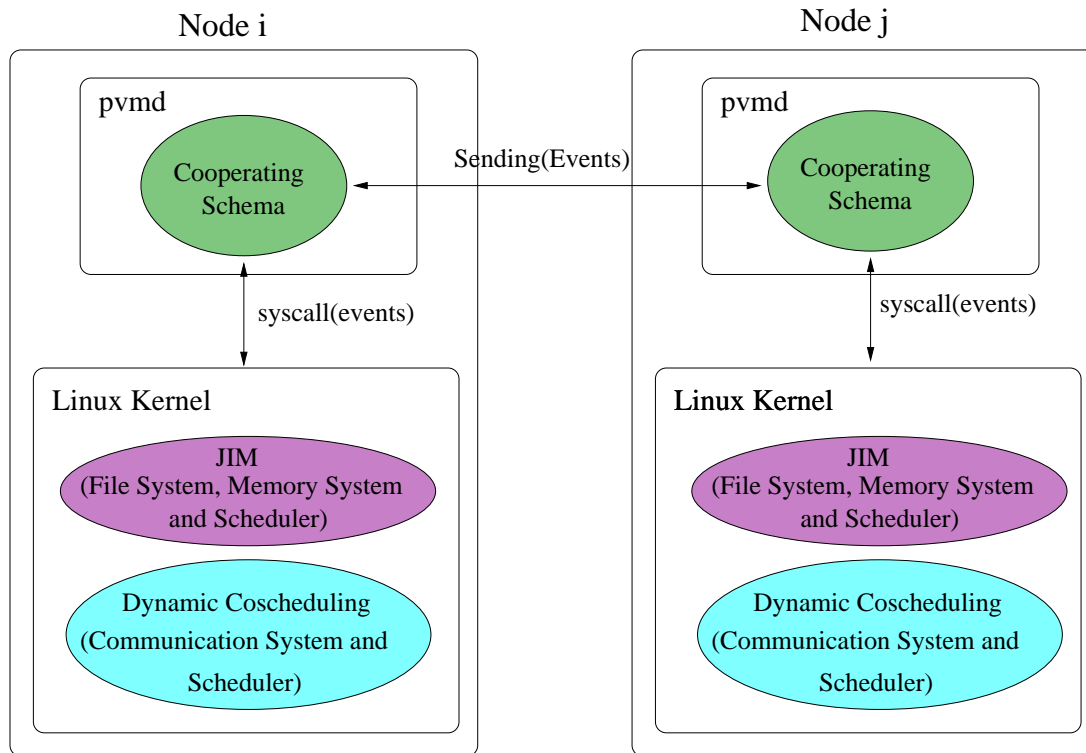 Node i
pvmd
Cooperating
Schema
syscall(events)
Linux Kernel
JIM
(File System, Memory System
and Scheduler)
Dynamic Coscheduling
(Communication System and
Scheduler)
Sending(Events)
Node j
pvmd
Cooperating
Schema
syscall(events)
Linux Kernel
JIM
(File System, Memory System
and Scheduler)
Dynamic Coscheduling
(Communication System and
Scheduler)